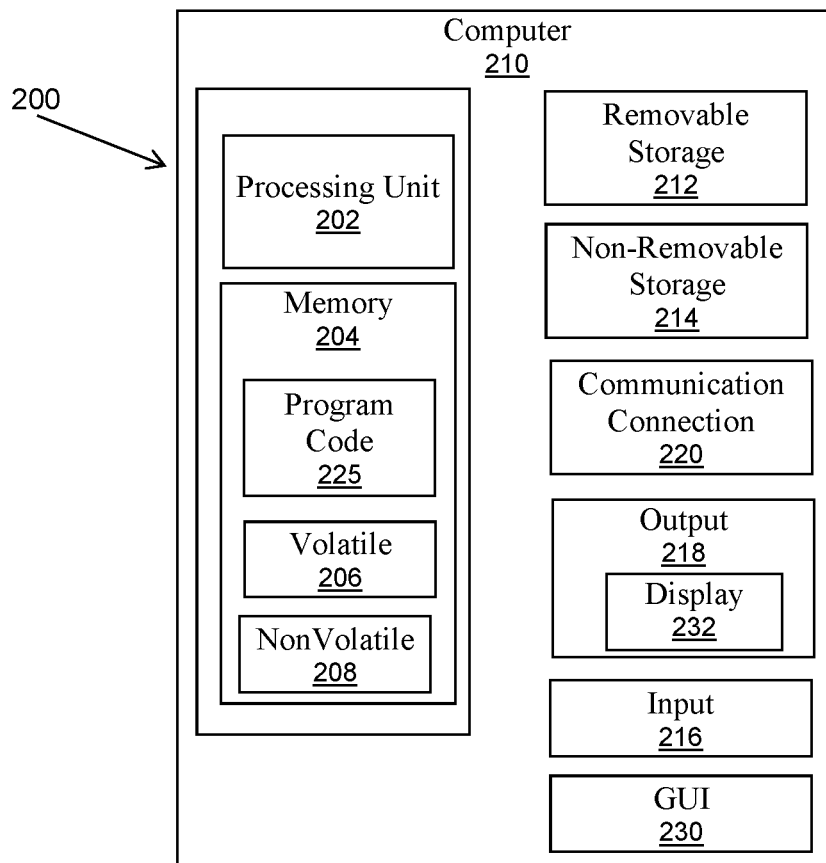 Computer
210
200
Processing Unit
202
Memory
204
Program
Code
225
Volatile
206
NonVolatile
208
Removable
Storage
212
Non-Removable
Storage
214
Communication
Connection
220
Output
218
Display
232
Input
216
GUI
230